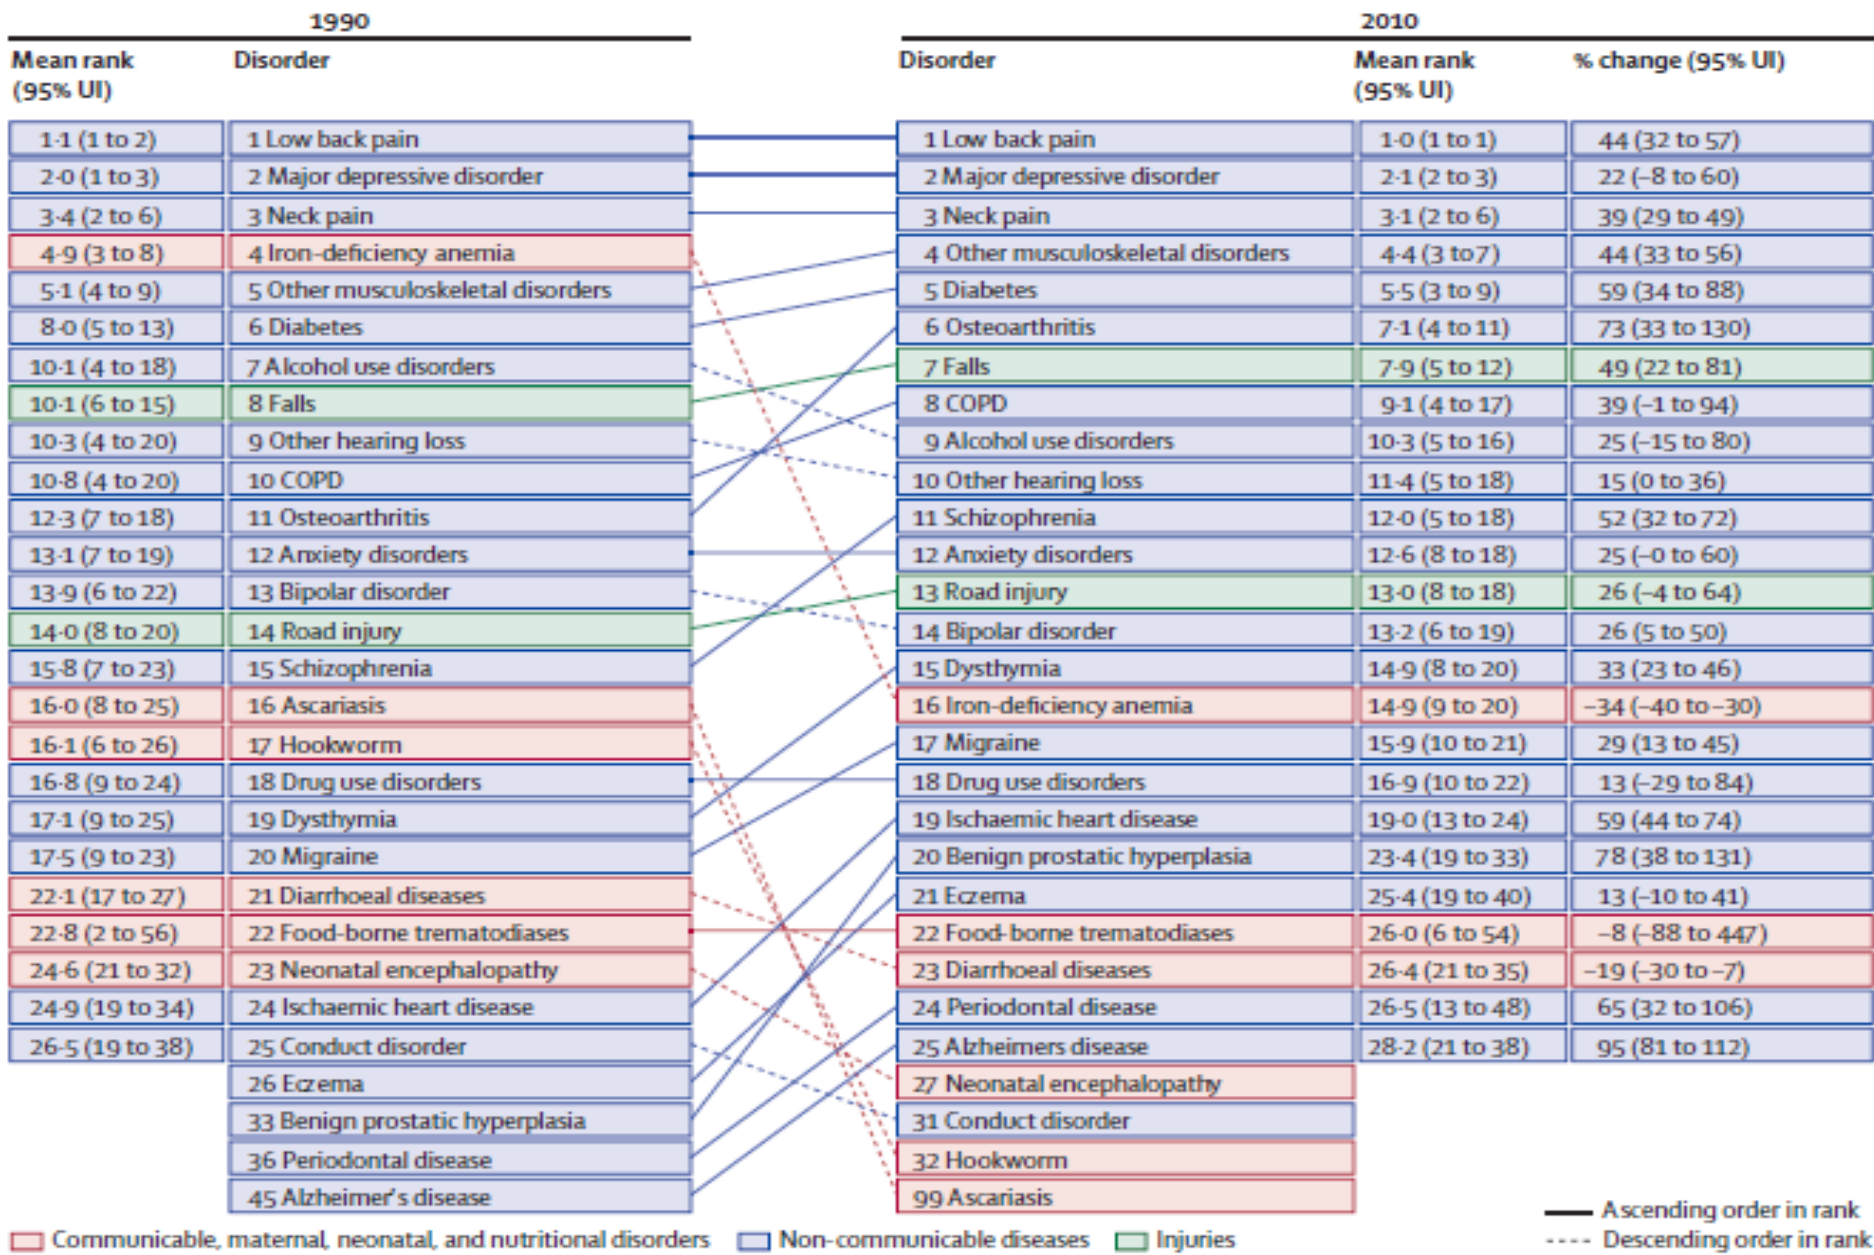 1990 2010
Mean rank (95% UI) Disorder Disorder Mean rank (95% UI) % change (95% UI)
1·1 (1 to 2) 1 Low back pain 1 Low back pain 1·0 (1 to 1) 44 (32 to 57)
2·0 (1 to 3) 2 Major depressive disorder 2 Major depressive disorder 2·1 (2 to 3) 22 (–8 to 60)
3·4 (2 to 6) 3 Neck pain 3 Neck pain 3·1 (2 to 6) 39 (29 to 49)
4·9 (3 to 8) 4 Iron-deficiency anemia 4 Other musculoskeletal disorders 4·4 (3 to 7) 44 (33 to 56)
5·1 (4 to 9) 5 Other musculoskeletal disorders 5 Diabetes 5·5 (3 to 9) 59 (34 to 88)
8·0 (5 to 13) 6 Diabetes 6 Osteoarthritis 7·1 (4 to 11) 73 (33 to 130)
10·1 (4 to 18) 7 Alcohol use disorders 7 Falls 7·9 (5 to 12) 49 (22 to 81)
10·1 (6 to 15) 8 Falls 8 COPD 9·1 (4 to 17) 39 (–1 to 94)
10·3 (4 to 20) 9 Other hearing loss 9 Alcohol use disorders 10·3 (5 to 16) 25 (–15 to 80)
10·8 (4 to 20) 10 COPD 10 Other hearing loss 11·4 (5 to 18) 15 (0 to 36)
12·3 (7 to 18) 11 Osteoarthritis 11 Schizophrenia 12·0 (5 to 18) 52 (32 to 72)
13·1 (7 to 19) 12 Anxiety disorders 12 Anxiety disorders 12·6 (8 to 18) 25 (–0 to 60)
13·9 (6 to 22) 13 Bipolar disorder 13 Road injury 13·0 (8 to 18) 26 (–4 to 64)
14·0 (8 to 20) 14 Road injury 14 Bipolar disorder 13·2 (6 to 19) 26 (5 to 50)
15·8 (7 to 23) 15 Schizophrenia 15 Dysthymia 14·9 (8 to 20) 33 (23 to 46)
16·0 (8 to 25) 16 Ascariasis 16 Iron-deficiency anemia 14·9 (9 to 20) –34 (–40 to –30)
16·1 (6 to 26) 17 Hookworm 17 Migraine 15·9 (10 to 21) 29 (13 to 45)
16·8 (9 to 24) 18 Drug use disorders 18 Drug use disorders 16·9 (10 to 22) 13 (–29 to 84)
17·1 (9 to 25) 19 Dysthymia 19 Ischaemic heart disease 19·0 (13 to 24) 59 (44 to 74)
17·5 (9 to 23) 20 Migraine 20 Benign prostatic hyperplasia 23·4 (19 to 33) 78 (38 to 131)
22·1 (17 to 27) 21 Diarrhoeal diseases 21 Eczema 25·4 (19 to 40) 13 (–10 to 41)
22·8 (2 to 56) 22 Food-borne trematodiases 22 Food-borne trematodiases 26·0 (6 to 54) –8 (–88 to 447)
24·6 (21 to 32) 23 Neonatal encephalopathy 23 Diarrhoeal diseases 26·4 (21 to 35) –19 (–30 to –7)
24·9 (19 to 34) 24 Ischaemic heart disease 24 Periodontal disease 26·5 (13 to 48) 65 (32 to 106)
26·5 (19 to 38) 25 Conduct disorder 25 Alzheimers disease 28·2 (21 to 38) 95 (81 to 112)
26 Eczema 27 Neonatal encephalopathy
33 Benign prostatic hyperplasia 31 Conduct disorder
36 Periodontal disease 32 Hookworm
45 Alzheimer's disease 99 Ascariasis
Ascending order in rank
Communicable, maternal, neonatal, and nutritional disorders Non-communicable diseases Injuries Descending order in rank